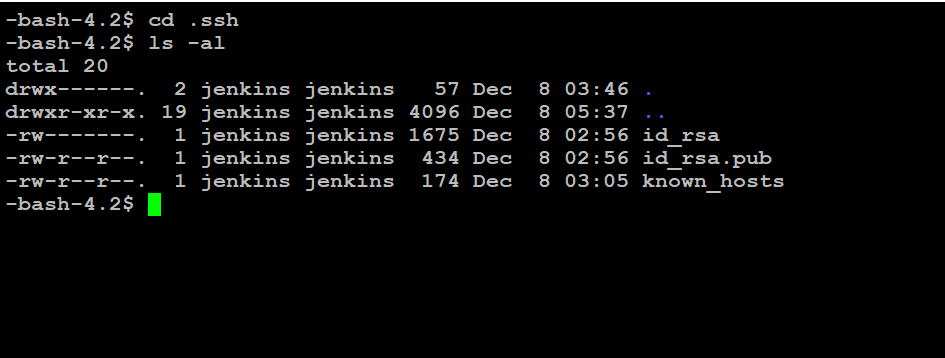 -bash-4.2$ cd .ssh
-bash-4.2$ ls -al
total 20
drwx------.  2 jenkins jenkins   57 Dec  8 03:46 .
drwxr-xr-x. 19 jenkins jenkins 4096 Dec  8 05:37 ..
-rw-------.  1 jenkins jenkins 1675 Dec  8 02:56 id_rsa
-rw-r--r--.  1 jenkins jenkins  434 Dec  8 02:56 id_rsa.pub
-rw-r--r--.  1 jenkins jenkins  174 Dec  8 03:05 known_hosts
-bash-4.2$